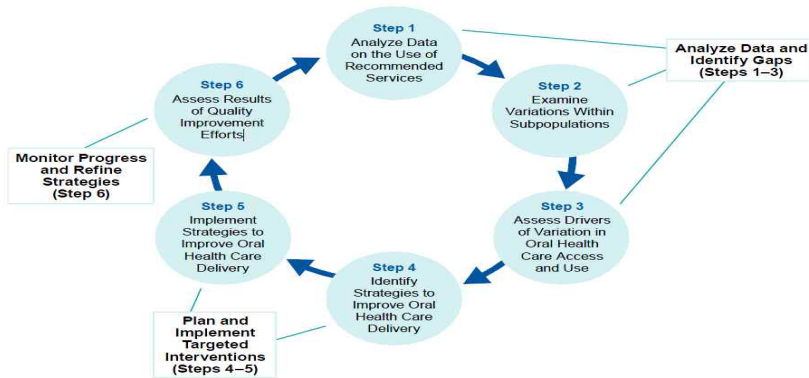 Step 1
Analyze Data
on the Use of
Recommended
Services
Step 2
Examine
Variations Within
Subpopulations
Step 3
Assess Drivers
of Variation in
Oral Health
Care Access
and Use
Step 4
Identify
Strategies to
Improve Oral
Health Care
Delivery
Step 5
Implement
Strategies to
Improve Oral
Health Care
Delivery
Step 6
Assess Results
of Quality
Improvement
Efforts
Analyze Data and
Identify Gaps
(Steps 1–3)
Plan and
Implement
Targeted
Interventions
(Steps 4–5)
Monitor Progress
and Refine
Strategies
(Step 6)